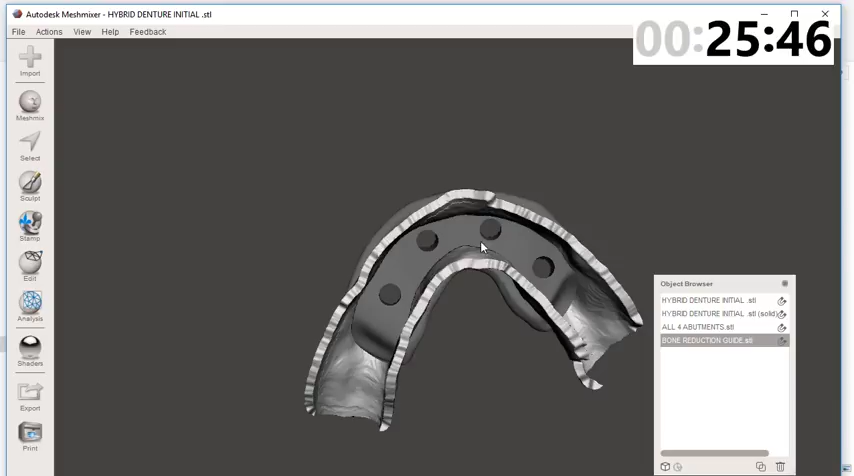 Autodesk Meshmixer - HYBRID DENTURE INITIAL .stl
File Actions View Help Feedback
00:25:46
Import
Meshmix
Select
Sculpt
Stamp
Edit
Analysis
Shaders
Export
Print
Object Browser
HYBRID DENTURE INITIAL .stl
HYBRID DENTURE INITIAL .stl (solid)
ALL 4 ABUTMENTS.stl
BONE REDUCTION GUIDE.stl